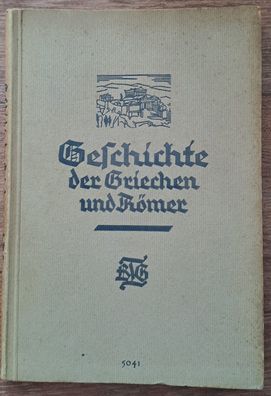 Geschichte
der Griechen
und Römer
5041